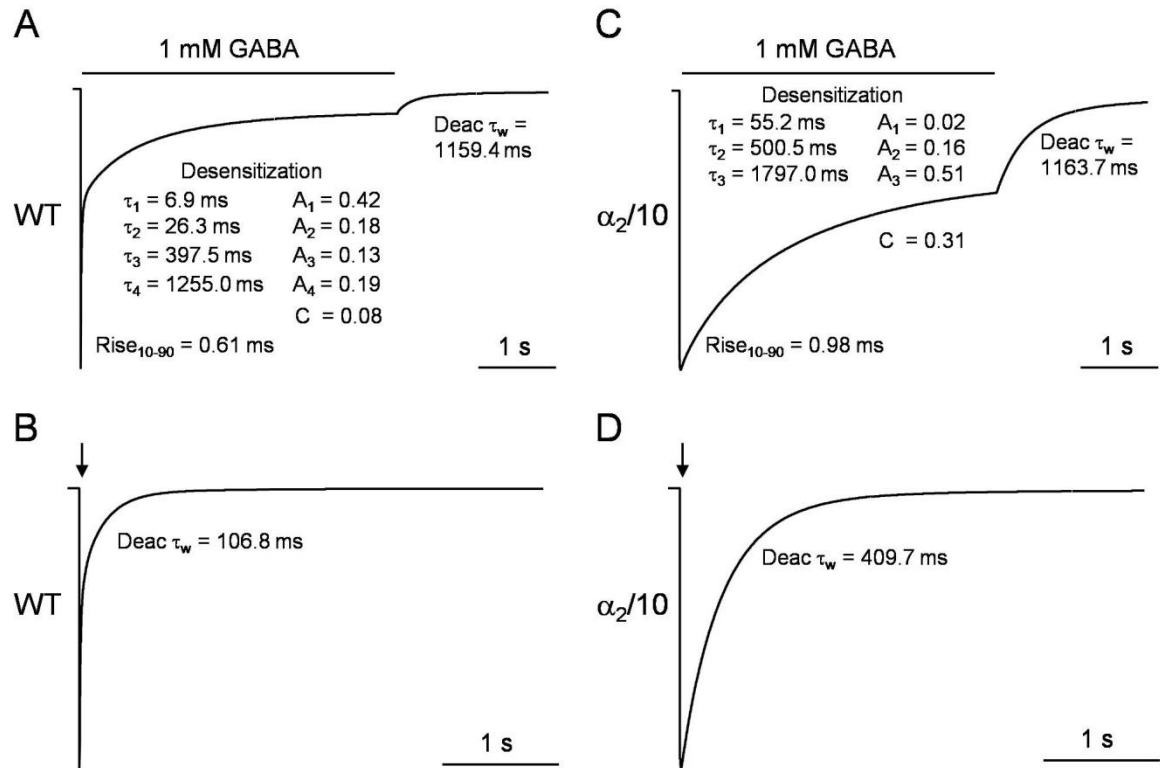 A
1 mM GABA
WT
Deac τw =
1159.4 ms
Desensitization
τ1 = 6.9 ms A1 = 0.42
τ2 = 26.3 ms A2 = 0.18
τ3 = 397.5 ms A3 = 0.13
τ4 = 1255.0 ms A4 = 0.19
C = 0.08
Rise10-90 = 0.61 ms
1 s
C
1 mM GABA
Desensitization
τ1 = 55.2 ms A1 = 0.02
τ2 = 500.5 ms A2 = 0.16
τ3 = 1797.0 ms A3 = 0.51
Deac τw =
1163.7 ms
α2/10
C = 0.31
Rise10-90 = 0.98 ms
1 s
B
Deac τw = 106.8 ms
WT
1 s
D
Deac τw = 409.7 ms
α2/10
1 s